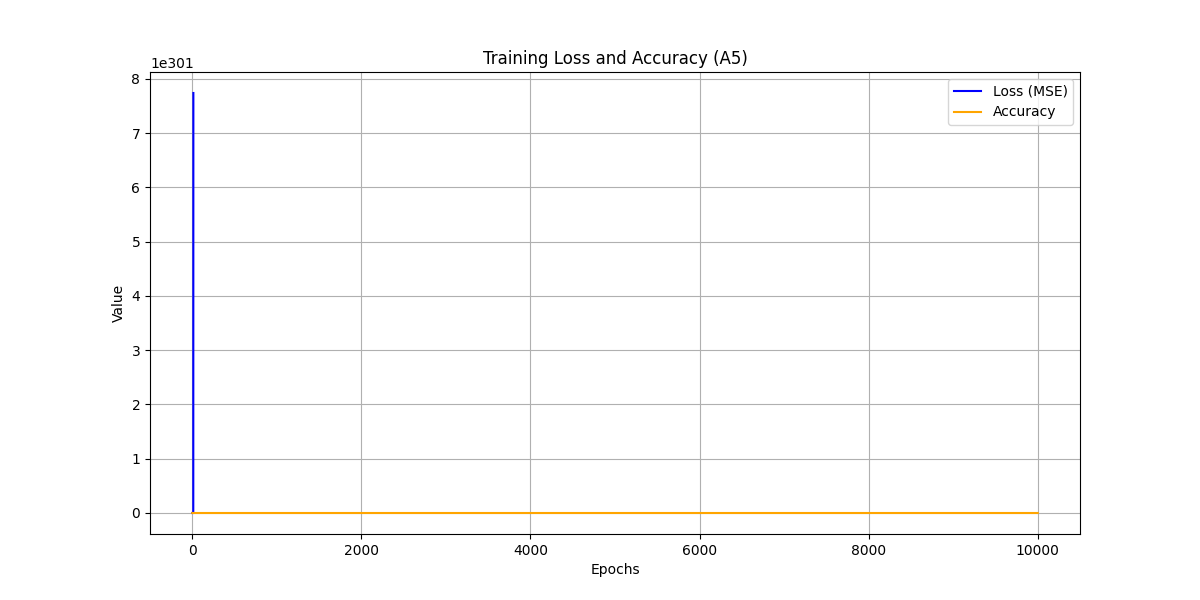 Training Loss and Accuracy (A5)
1e301
8
7
6
5
4
3
2
1
0
Value
Loss (MSE)
Accuracy
0 2000 4000 6000 8000 10000
Epochs